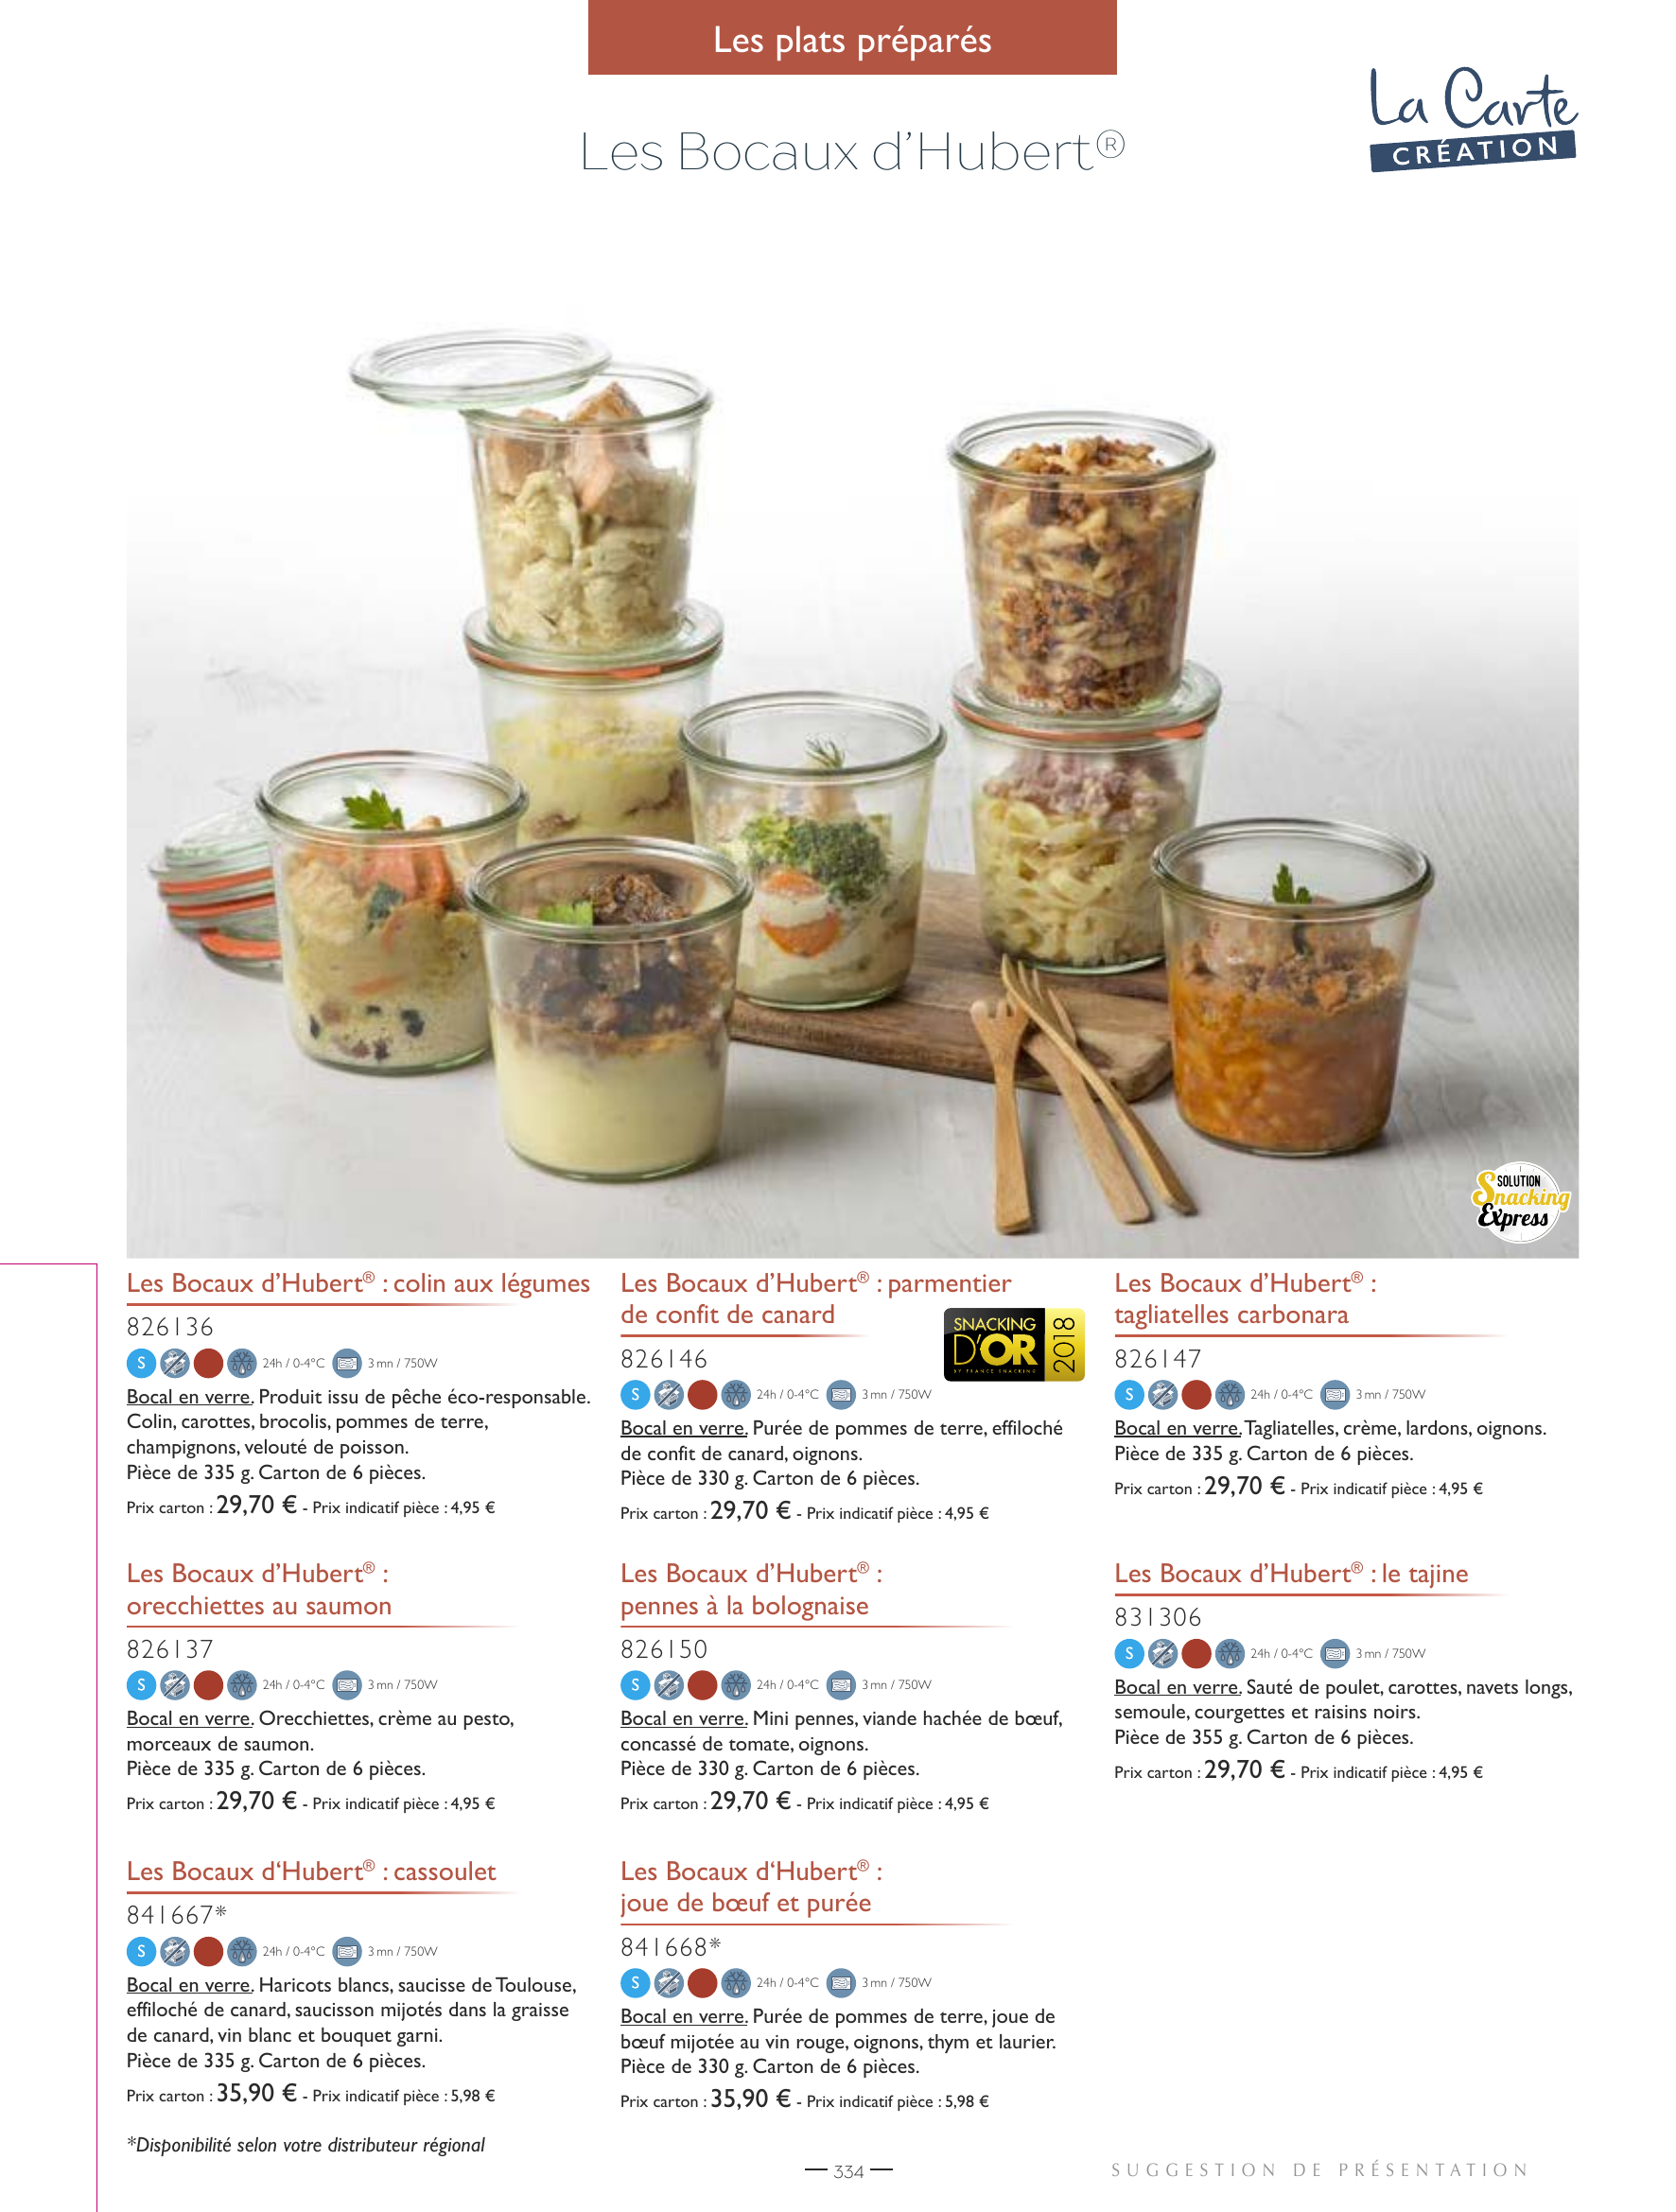 Les plats préparés
La Carte
CRÉATION
Les Bocaux d’Hubert®
SOLUTION
Snacking
Express
Les Bocaux d’Hubert® : colin aux légumes
826136
S 24h / 0-4°C 3 mn / 750W
Bocal en verre. Produit issu de pêche éco-responsable.
Colin, carottes, brocolis, pommes de terre,
champignons, velouté de poisson.
Pièce de 335 g. Carton de 6 pièces.
Prix carton : 29,70 € - Prix indicatif pièce : 4,95 €
Les Bocaux d’Hubert® : parmentier
de confit de canard
SNACKING
D'OR
BY FRANCE SNACKING
2018
826146
S 24h / 0-4°C 3 mn / 750W
Bocal en verre. Purée de pommes de terre, effiloché
de confit de canard, oignons.
Pièce de 330 g. Carton de 6 pièces.
Prix carton : 29,70 € - Prix indicatif pièce : 4,95 €
Les Bocaux d’Hubert® :
tagliatelles carbonara
826147
S 24h / 0-4°C 3 mn / 750W
Bocal en verre. Tagliatelles, crème, lardons, oignons.
Pièce de 335 g. Carton de 6 pièces.
Prix carton : 29,70 € - Prix indicatif pièce : 4,95 €
Les Bocaux d’Hubert® :
orecchiettes au saumon
826137
S 24h / 0-4°C 3 mn / 750W
Bocal en verre. Orecchiettes, crème au pesto,
morceaux de saumon.
Pièce de 335 g. Carton de 6 pièces.
Prix carton : 29,70 € - Prix indicatif pièce : 4,95 €
Les Bocaux d’Hubert® :
pennes à la bolognaise
826150
S 24h / 0-4°C 3 mn / 750W
Bocal en verre. Mini pennes, viande hachée de bœuf,
concassé de tomate, oignons.
Pièce de 330 g. Carton de 6 pièces.
Prix carton : 29,70 € - Prix indicatif pièce : 4,95 €
Les Bocaux d’Hubert® : le tajine
831306
S 24h / 0-4°C 3 mn / 750W
Bocal en verre. Sauté de poulet, carottes, navets longs,
semoule, courgettes et raisins noirs.
Pièce de 355 g. Carton de 6 pièces.
Prix carton : 29,70 € - Prix indicatif pièce : 4,95 €
Les Bocaux d‘Hubert® : cassoulet
841667*
S 24h / 0-4°C 3 mn / 750W
Bocal en verre. Haricots blancs, saucisse de Toulouse,
effiloché de canard, saucisson mijotés dans la graisse
de canard, vin blanc et bouquet garni.
Pièce de 335 g. Carton de 6 pièces.
Prix carton : 35,90 € - Prix indicatif pièce : 5,98 €
Les Bocaux d‘Hubert® :
joue de bœuf et purée
841668*
S 24h / 0-4°C 3 mn / 750W
Bocal en verre. Purée de pommes de terre, joue de
bœuf mijotée au vin rouge, oignons, thym et laurier.
Pièce de 330 g. Carton de 6 pièces.
Prix carton : 35,90 € - Prix indicatif pièce : 5,98 €
*Disponibilité selon votre distributeur régional
— 334 —
SUGGESTION DE PRÉSENTATION